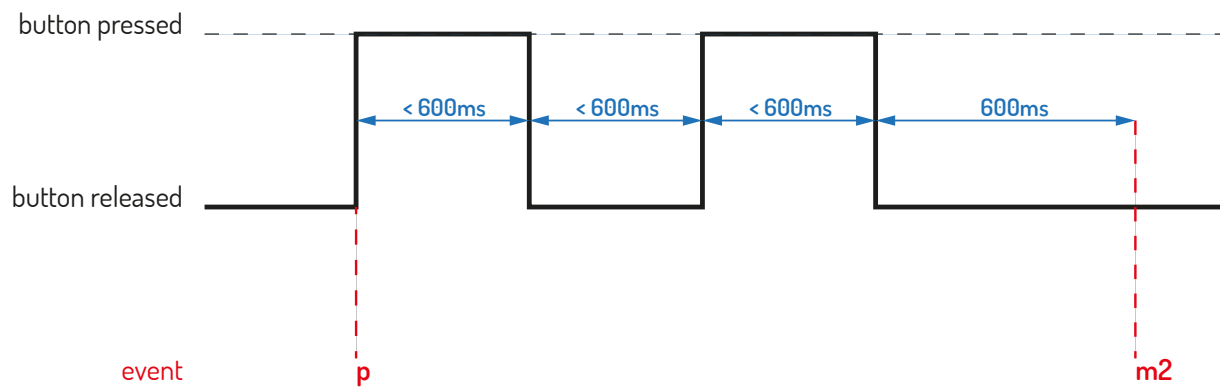 button pressed
< 600ms < 600ms < 600ms 600ms
button released
event p m2